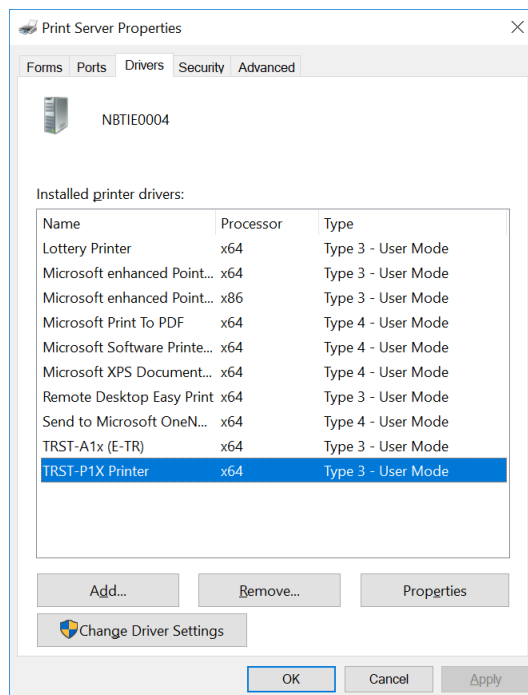 Print Server Properties
Forms Ports Drivers Security Advanced
NBTIE0004
Installed printer drivers:
Name Processor Type
Lottery Printer x64 Type 3 - User Mode
Microsoft enhanced Point... x64 Type 3 - User Mode
Microsoft enhanced Point... x86 Type 3 - User Mode
Microsoft Print To PDF x64 Type 4 - User Mode
Microsoft Software Printe... x64 Type 4 - User Mode
Microsoft XPS Document... x64 Type 4 - User Mode
Remote Desktop Easy Print x64 Type 3 - User Mode
Send to Microsoft OneN... x64 Type 4 - User Mode
TRST-A1x (E-TR) x64 Type 3 - User Mode
TRST-P1X Printer x64 Type 3 - User Mode
Add... Remove... Properties
Change Driver Settings
OK Cancel Apply